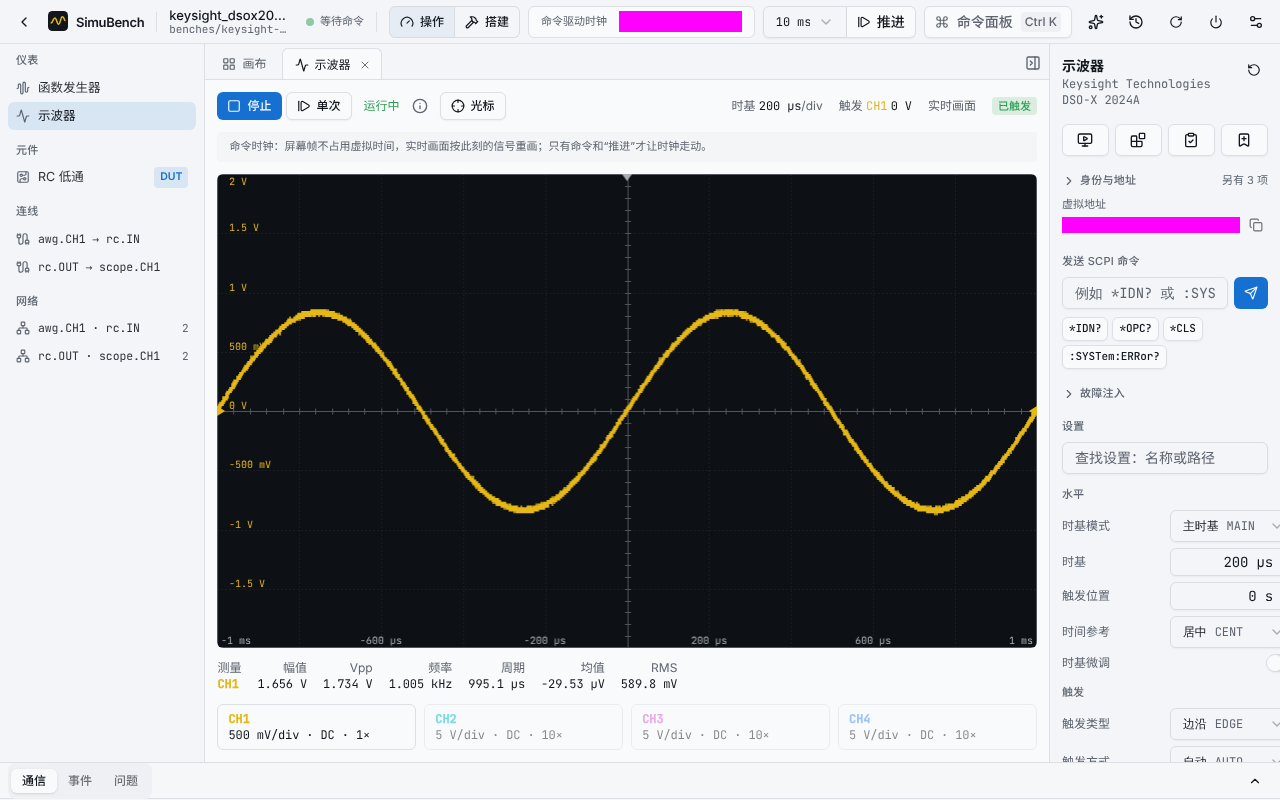 SimuBench
keysight_dsox20...
benches/keysight-…
等待命令
操作
搭建
命令驱动时钟
10 ms
推进
命令面板 Ctrl K
仪表
函数发生器
示波器
元件
RC 低通 DUT
连线
awg.CH1 → rc.IN
rc.OUT → scope.CH1
网络
awg.CH1 · rc.IN 2
rc.OUT · scope.CH1 2
画布
示波器
停止
单次
运行中
光标
时基 200 µs/div
触发 CH1 0 V
实时画面
已触发
命令时钟：屏幕帧不占用虚拟时间，实时画面按此刻的信号重画；只有命令和“推进”才让时钟走动。
2 V
1.5 V
1 V
500 mV
0 V
-500 mV
-1 V
-1.5 V
-1 ms -600 µs -200 µs 200 µs 600 µs 1 ms
测量 幅值 Vpp 频率 周期 均值 RMS
CH1 1.656 V 1.734 V 1.005 kHz 995.1 µs -29.53 µV 589.8 mV
CH1
500 mV/div · DC · 1×
CH2
5 V/div · DC · 10×
CH3
5 V/div · DC · 10×
CH4
5 V/div · DC · 10×
示波器
Keysight Technologies
DSO-X 2024A
身份与地址 另有 3 项
虚拟地址
发送 SCPI 命令
例如 *IDN? 或 :SYS
*IDN? *OPC? *CLS
:SYSTem:ERRor?
故障注入
设置
查找设置：名称或路径
水平
时基模式 主时基 MAIN
时基 200 µs
触发位置 0 s
时间参考 居中 CENT
时基微调
触发
触发类型 边沿 EDGE
触发方式 自动 AUTO
通信 事件 问题